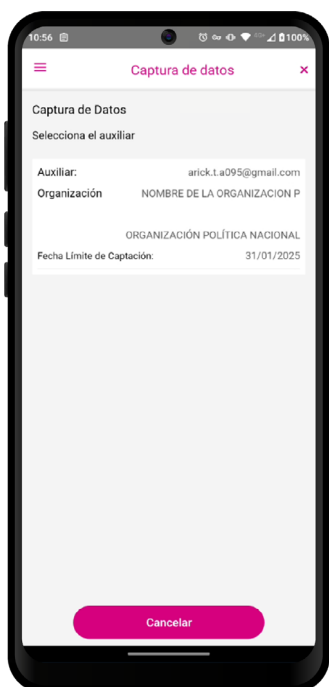 10:56 100%
Captura de datos ×
Captura de Datos
Selecciona el auxiliar
Auxiliar: arick.t.a095@gmail.com
Organización NOMBRE DE LA ORGANIZACION P
ORGANIZACIÓN POLÍTICA NACIONAL
Fecha Límite de Captación: 31/01/2025
Cancelar